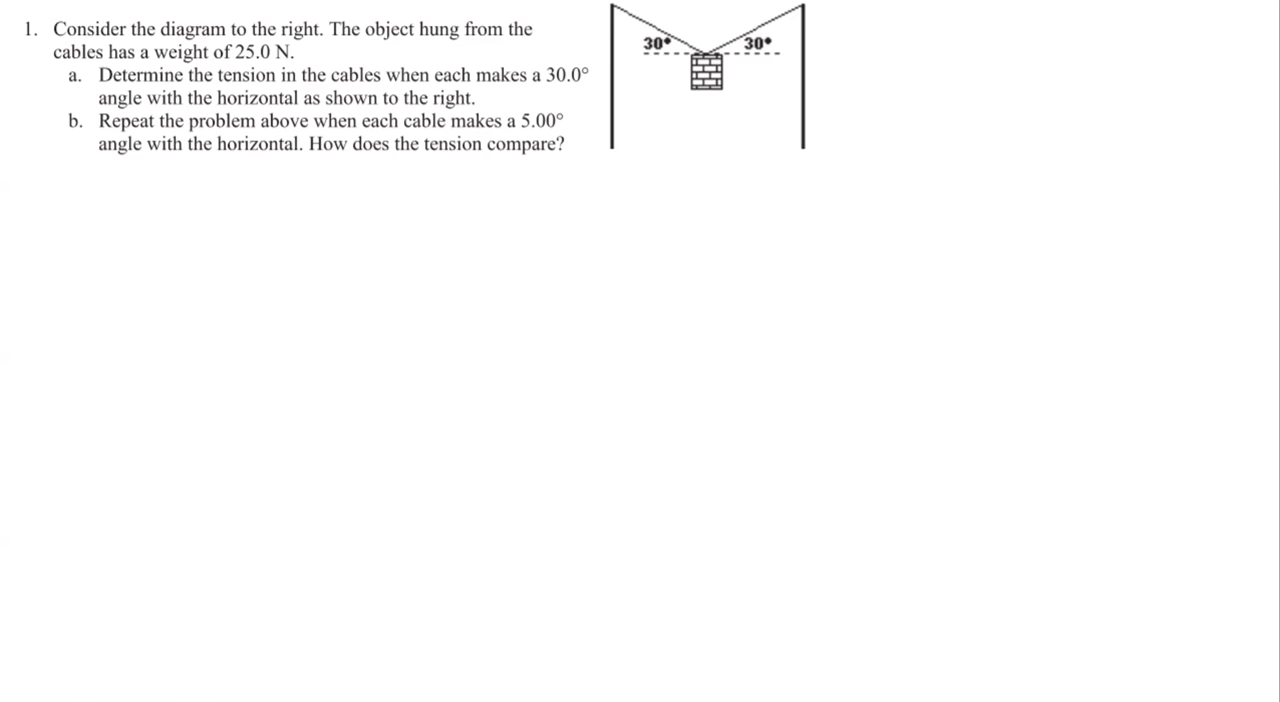 1. Consider the diagram to the right. The object hung from the
cables has a weight of 25.0 N.
a. Determine the tension in the cables when each makes a 30.0°
angle with the horizontal as shown to the right.
b. Repeat the problem above when each cable makes a 5.00°
angle with the horizontal. How does the tension compare?
30° 30°